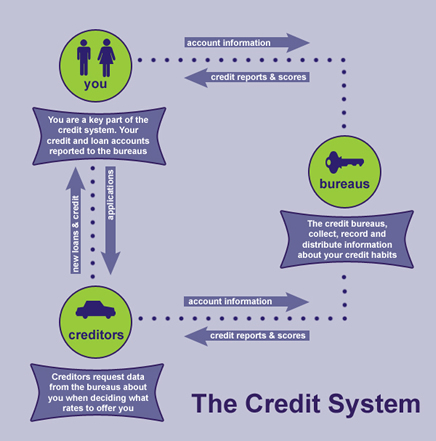 account information
credit reports & scores
you
You are a key part of the
credit system. Your
credit and loan accounts
reported to the bureaus
bureaus
The credit bureaus,
collect, record and
distribute information
about your credit habits
new loans & credit
applications
account information
credit reports & scores
creditors
Creditors request data
from the bureaus about
you when deciding what
rates to offer you
The Credit System